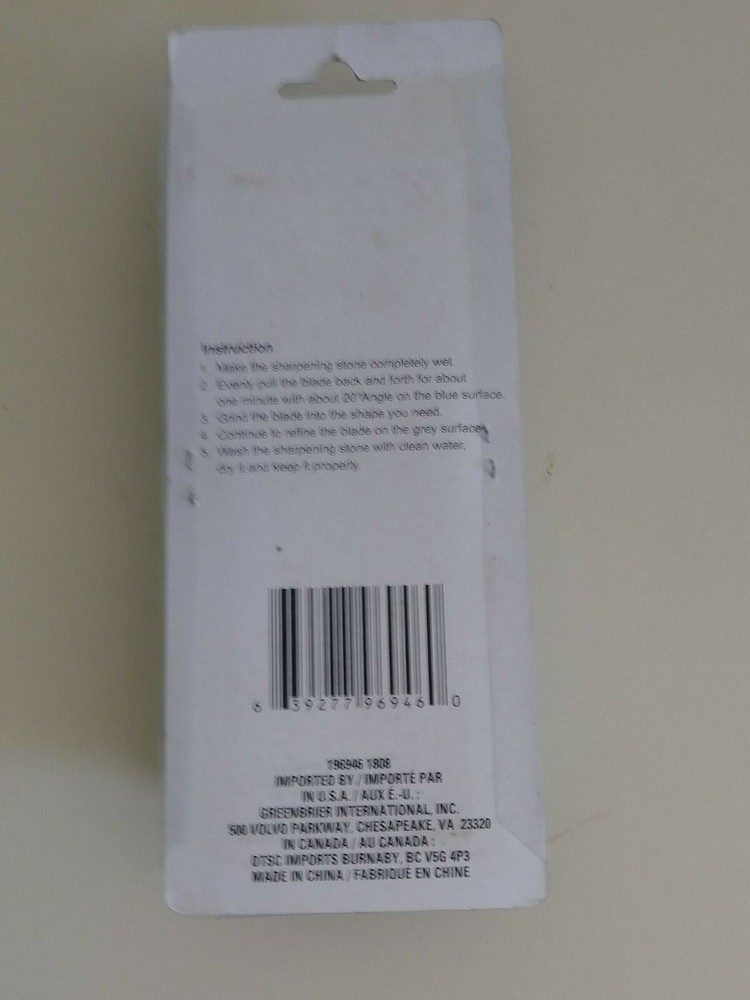 Instruction
1. Make the sharpening stone completely wet.
2. Evenly pull the blade back and forth for about
one minute with about 20°Angle on the blue surface.
3. Grind the blade into the shape you need.
4. Continue to refine the blade on the grey surface.
5. Wash the sharpening stone with clean water,
dry it and keep it properly.
6 39277 96946 0
196946 1808
IMPORTED BY / IMPORTÉ PAR
IN U.S.A. / AUX É.-U. :
GREENBRIER INTERNATIONAL, INC.
500 VOLVO PARKWAY, CHESAPEAKE, VA 23320
IN CANADA / AU CANADA :
DTSC IMPORTS BURNABY, BC V5G 4P3
MADE IN CHINA / FABRIQUÉ EN CHINE